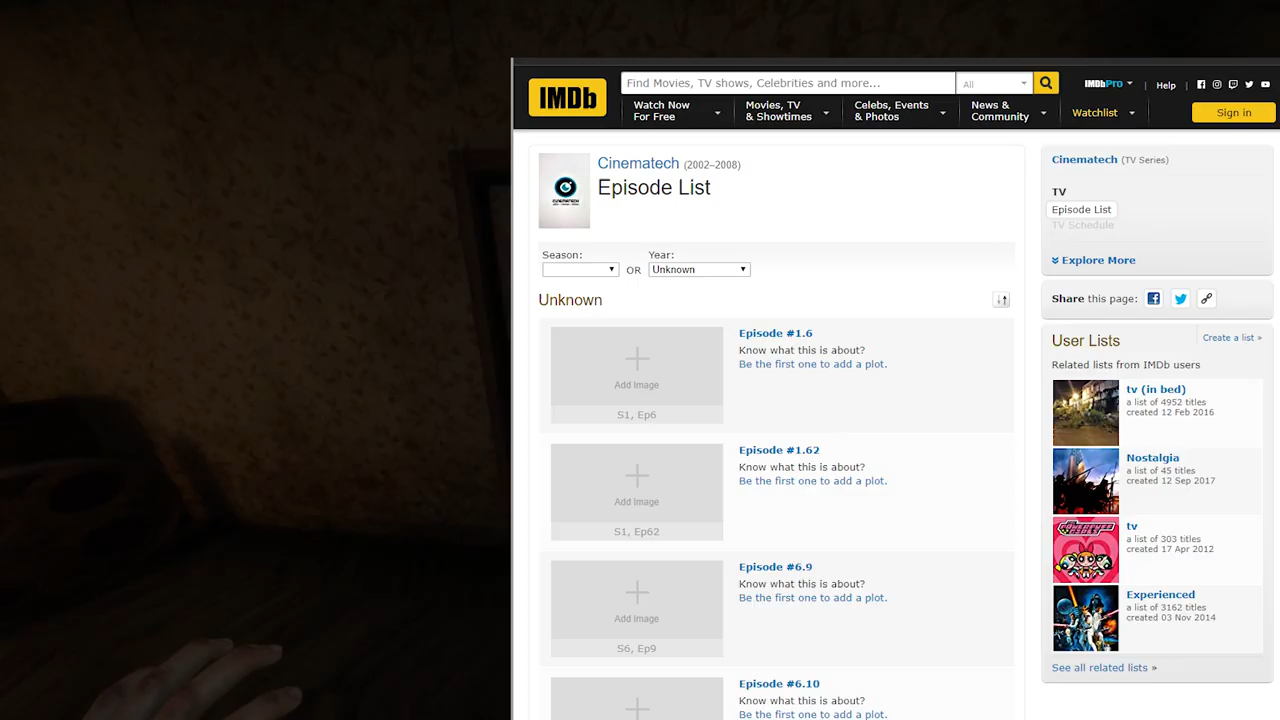 IMDb
Find Movies, TV shows, Celebrities and more...
All
IMDbPro
Help
Watch Now
For Free
Movies, TV
& Showtimes
Celebs, Events
& Photos
News &
Community
Watchlist
Sign in
Cinematech (2002–2008)
Episode List
CINEMATECH
Season:
OR
Year:
Unknown
Unknown
Episode #1.6
Know what this is about?
Be the first one to add a plot.
Add Image
S1, Ep6
Episode #1.62
Know what this is about?
Be the first one to add a plot.
Add Image
S1, Ep62
Episode #6.9
Know what this is about?
Be the first one to add a plot.
Add Image
S6, Ep9
Episode #6.10
Know what this is about?
Be the first one to add a plot.
Cinematech (TV Series)
TV
Episode List
TV Schedule
Explore More
Share this page:
User Lists
Create a list »
Related lists from IMDb users
tv (in bed)
a list of 4952 titles
created 12 Feb 2016
Nostalgia
a list of 45 titles
created 12 Sep 2017
tv
a list of 303 titles
created 17 Apr 2012
Experienced
a list of 3162 titles
created 03 Nov 2014
See all related lists »